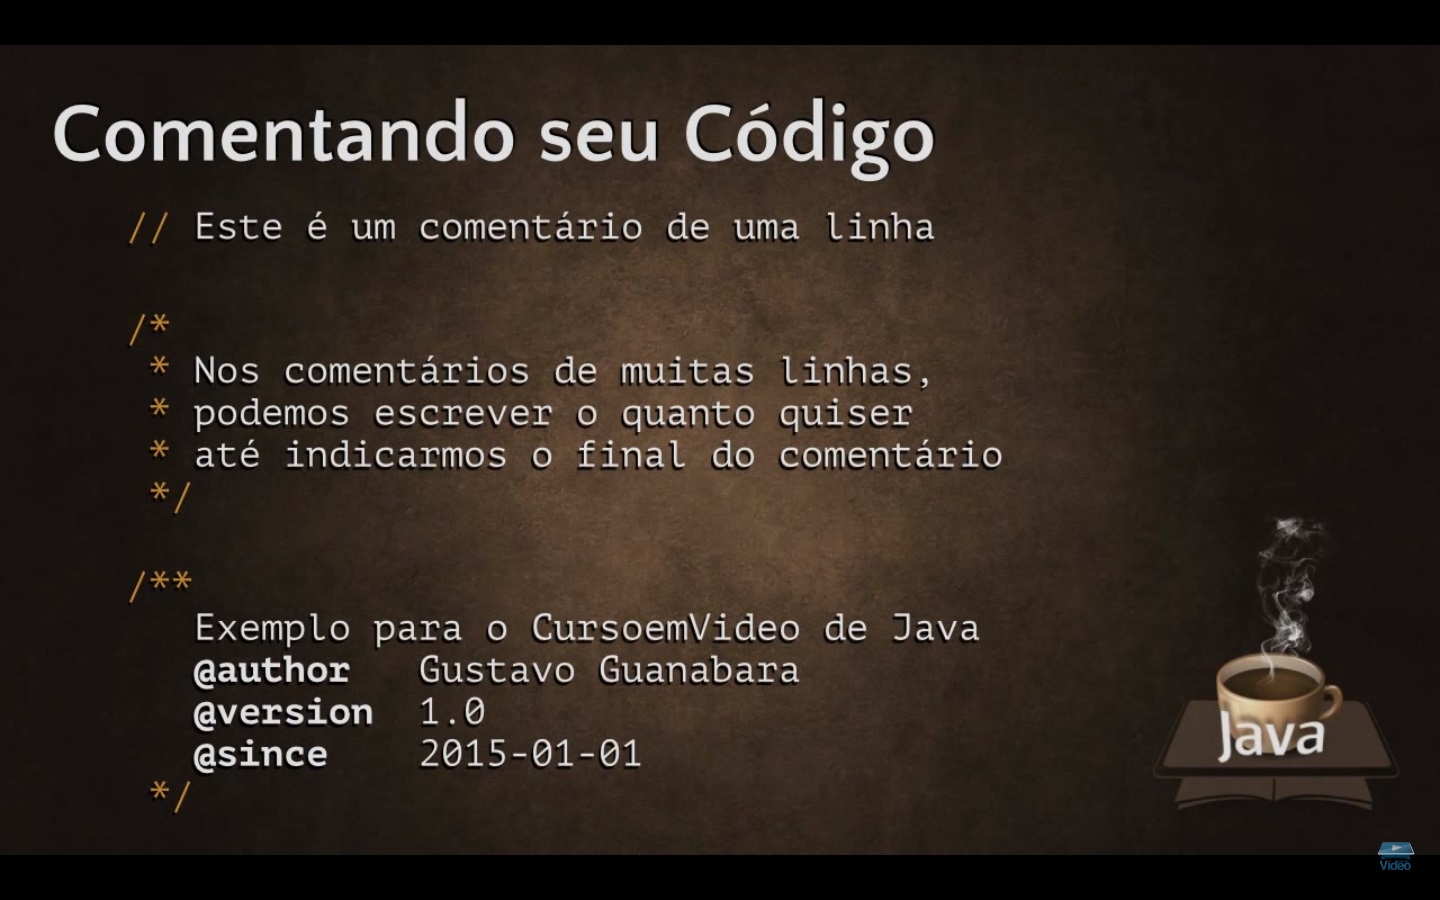 Comentando seu Código
// Este é um comentário de uma linha
/*
* Nos comentários de muitas linhas,
* podemos escrever o quanto quiser
* até indicarmos o final do comentário
*/
/**
Exemplo para o CursoemVideo de Java
@author Gustavo Guanabara
@version 1.0
@since 2015-01-01
*/
Java
Vídeo